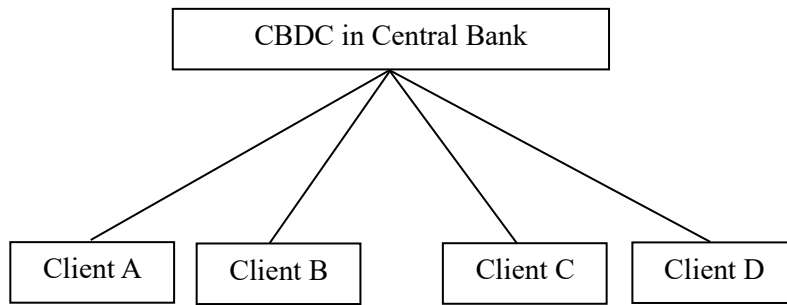 CBDC in Central Bank
Client A
Client B
Client C
Client D